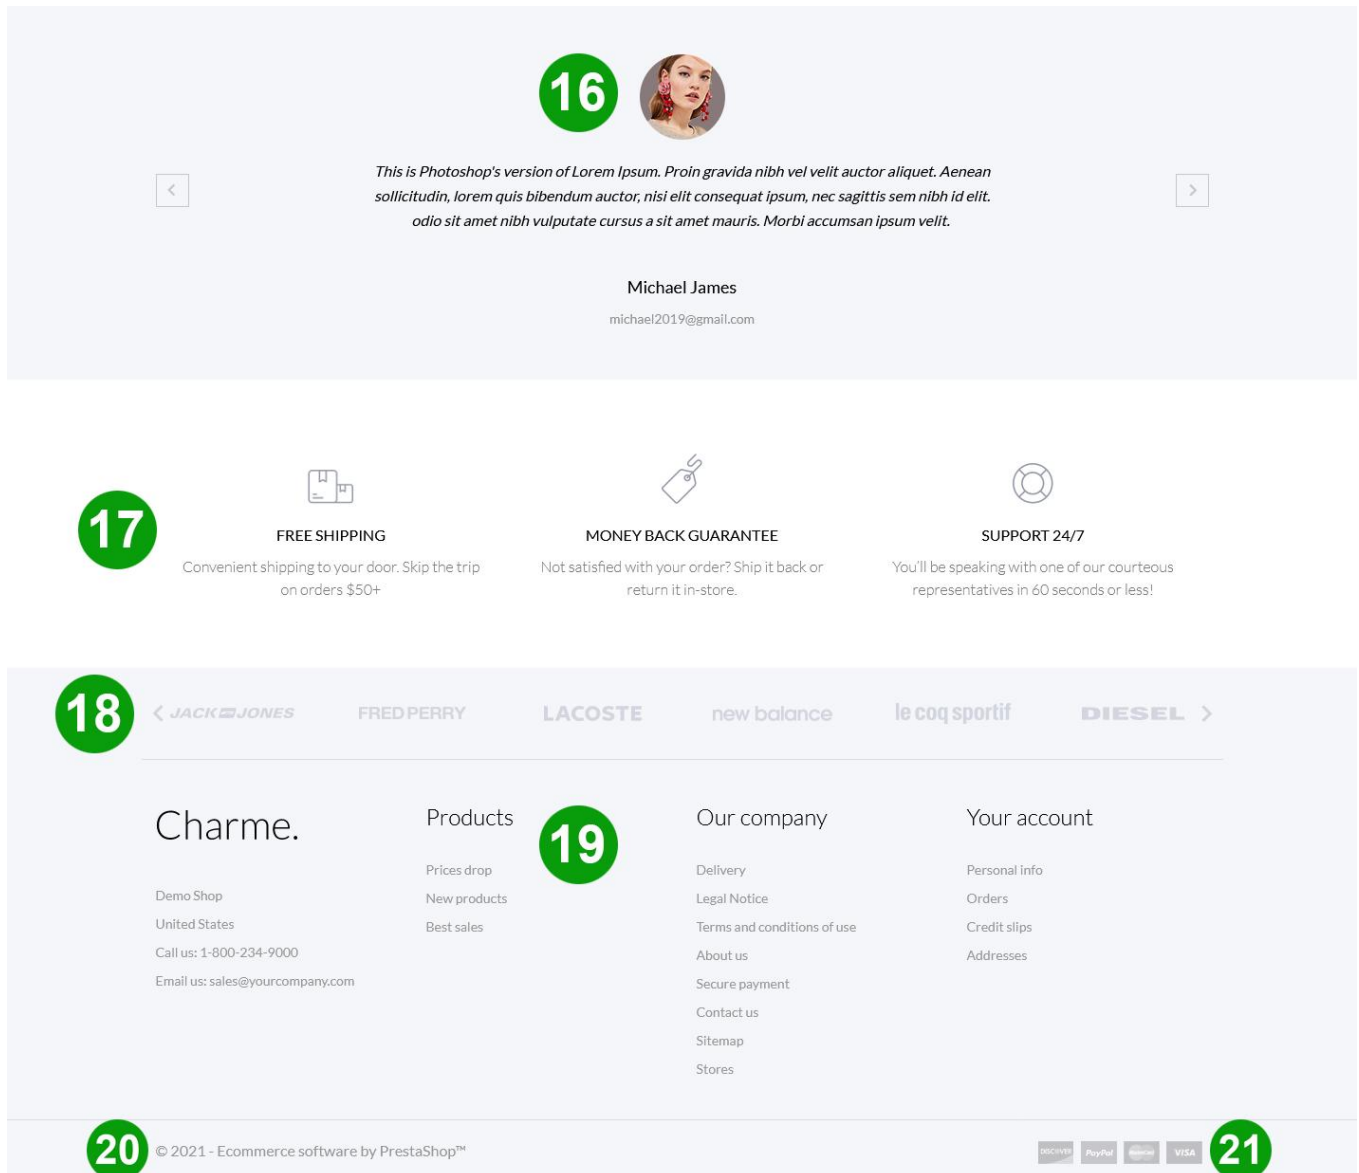 16
This is Photoshop's version of Lorem Ipsum. Proin gravida nibh vel velit auctor aliquet. Aenean
sollicitudin, lorem quis bibendum auctor, nisi elit consequat ipsum, nec sagittis sem nibh id elit.
odio sit amet nibh vulputate cursus a sit amet mauris. Morbi accumsan ipsum velit.
Michael James
michael2019@gmail.com
17
FREE SHIPPING
Convenient shipping to your door. Skip the trip
on orders $50+
MONEY BACK GUARANTEE
Not satisfied with your order? Ship it back or
return it in-store.
SUPPORT 24/7
You'll be speaking with one of our courteous
representatives in 60 seconds or less!
18
JACK JONES FRED PERRY LACOSTE new balance le coq sportif DIESEL
Charme.
Demo Shop
United States
Call us: 1-800-234-9000
Email us: sales@yourcompany.com
Products
19
Prices drop
New products
Best sales
Our company
Delivery
Legal Notice
Terms and conditions of use
About us
Secure payment
Contact us
Sitemap
Stores
Your account
Personal info
Orders
Credit slips
Addresses
20
© 2021 - Ecommerce software by PrestaShop™
DISCOVER PayPal VISA
21